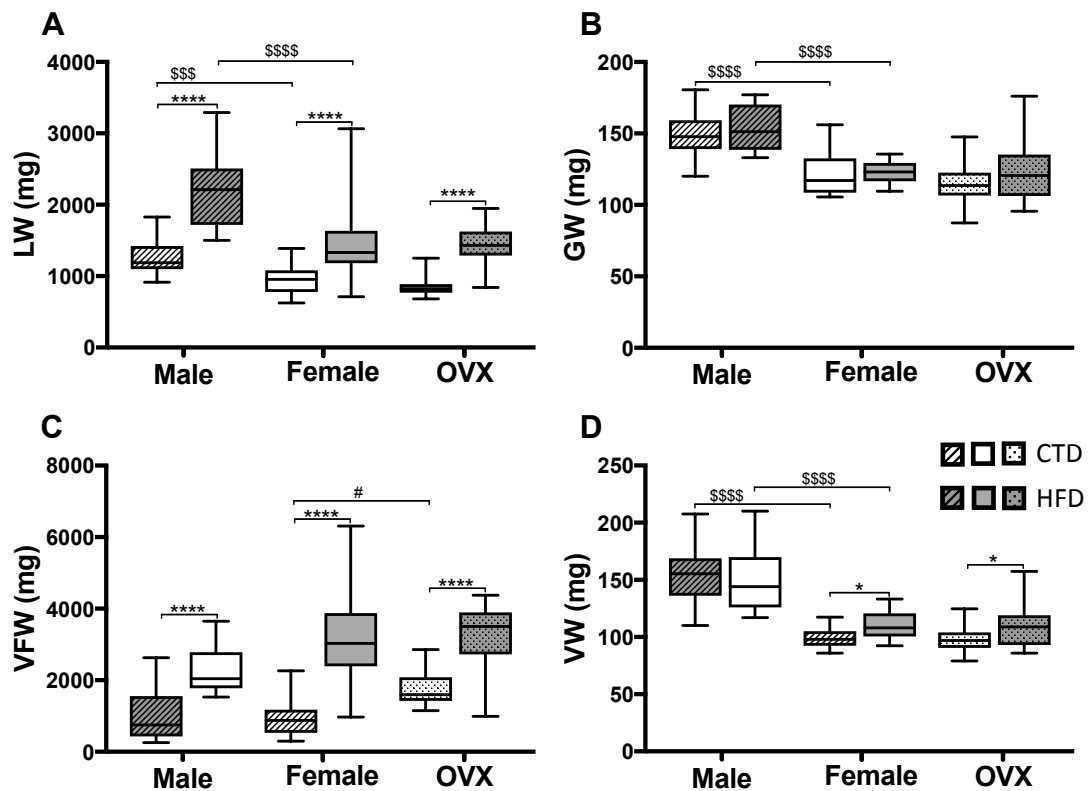 A
4000
3000
2000
1000
0
LW (mg)
$$$$
$$$
****
****
****
Male
Female
OVX
B
200
150
100
50
0
GW (mg)
$$$$
$$$$
Male
Female
OVX
C
8000
6000
4000
2000
0
VFW (mg)
#
****
****
****
Male
Female
OVX
D
250
200
150
100
50
0
VW (mg)
$$$$
$$$$
*
*
CTD
HFD
Male
Female
OVX